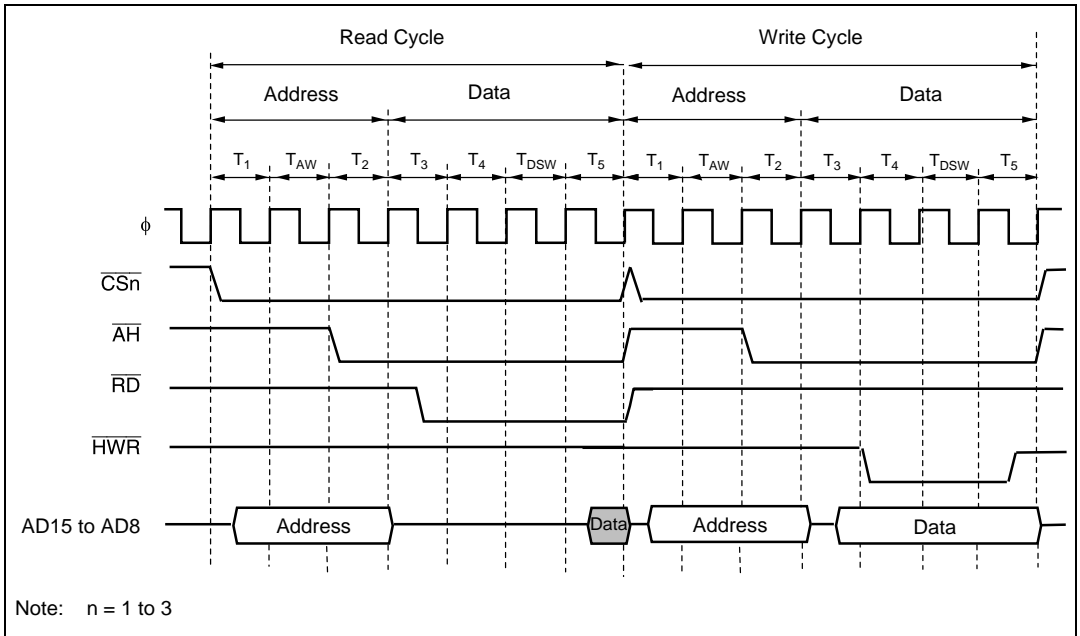 Read Cycle Write Cycle
Address Data Address Data
T1 TAW T2 T3 T4 TDSW T5 T1 TAW T2 T3 T4 TDSW T5
ϕ
CSn
AH
RD
HWR
AD15 to AD8 Address Data Address Data
Note: n = 1 to 3